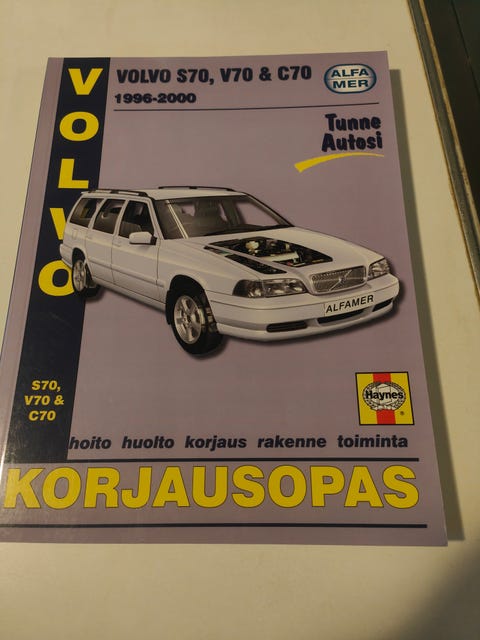 VOLVO S70, V70 & C70
1996-2000
ALFA
MER
Tunne
Autosi
VOLVO
ALFAMER
Haynes
S70,
V70 &
C70
hoito huolto korjaus rakenne toiminta
KORJAUSOPAS